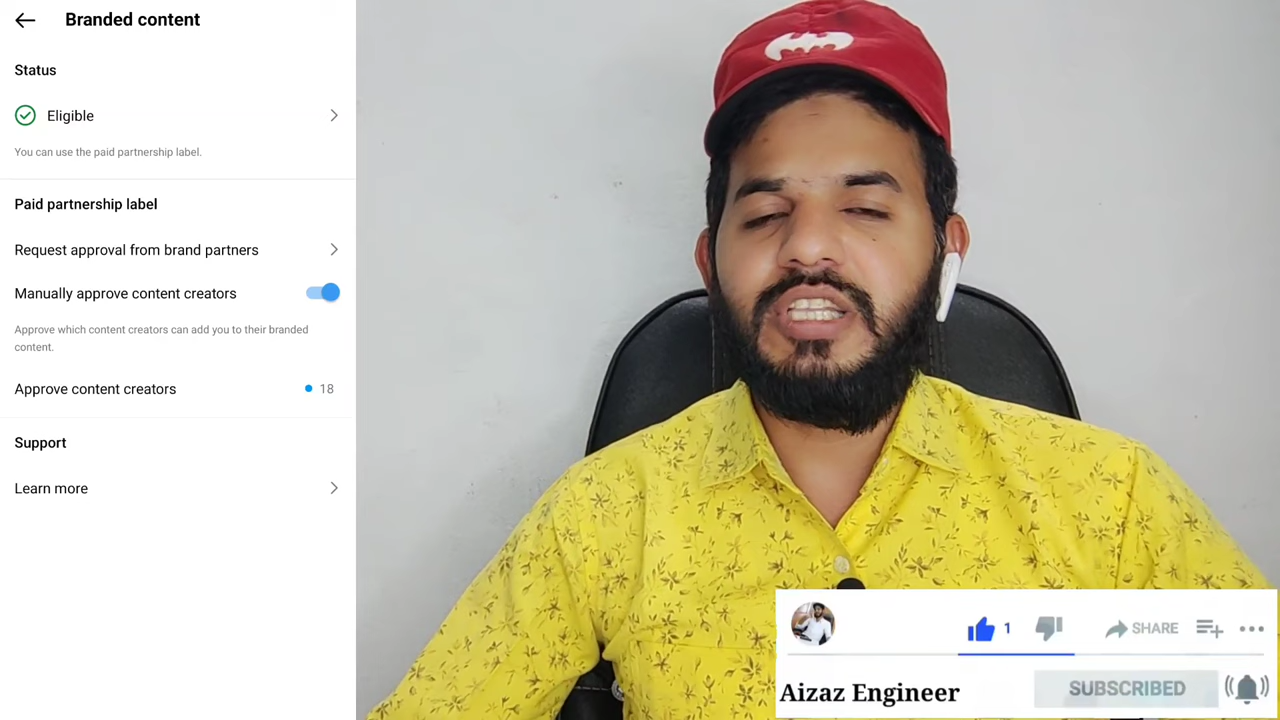 Branded content
Status
Eligible
You can use the paid partnership label.
Paid partnership label
Request approval from brand partners
Manually approve content creators
Approve which content creators can add you to their branded
content.
Approve content creators
18
Support
Learn more
1
SHARE
Aizaz Engineer
SUBSCRIBED